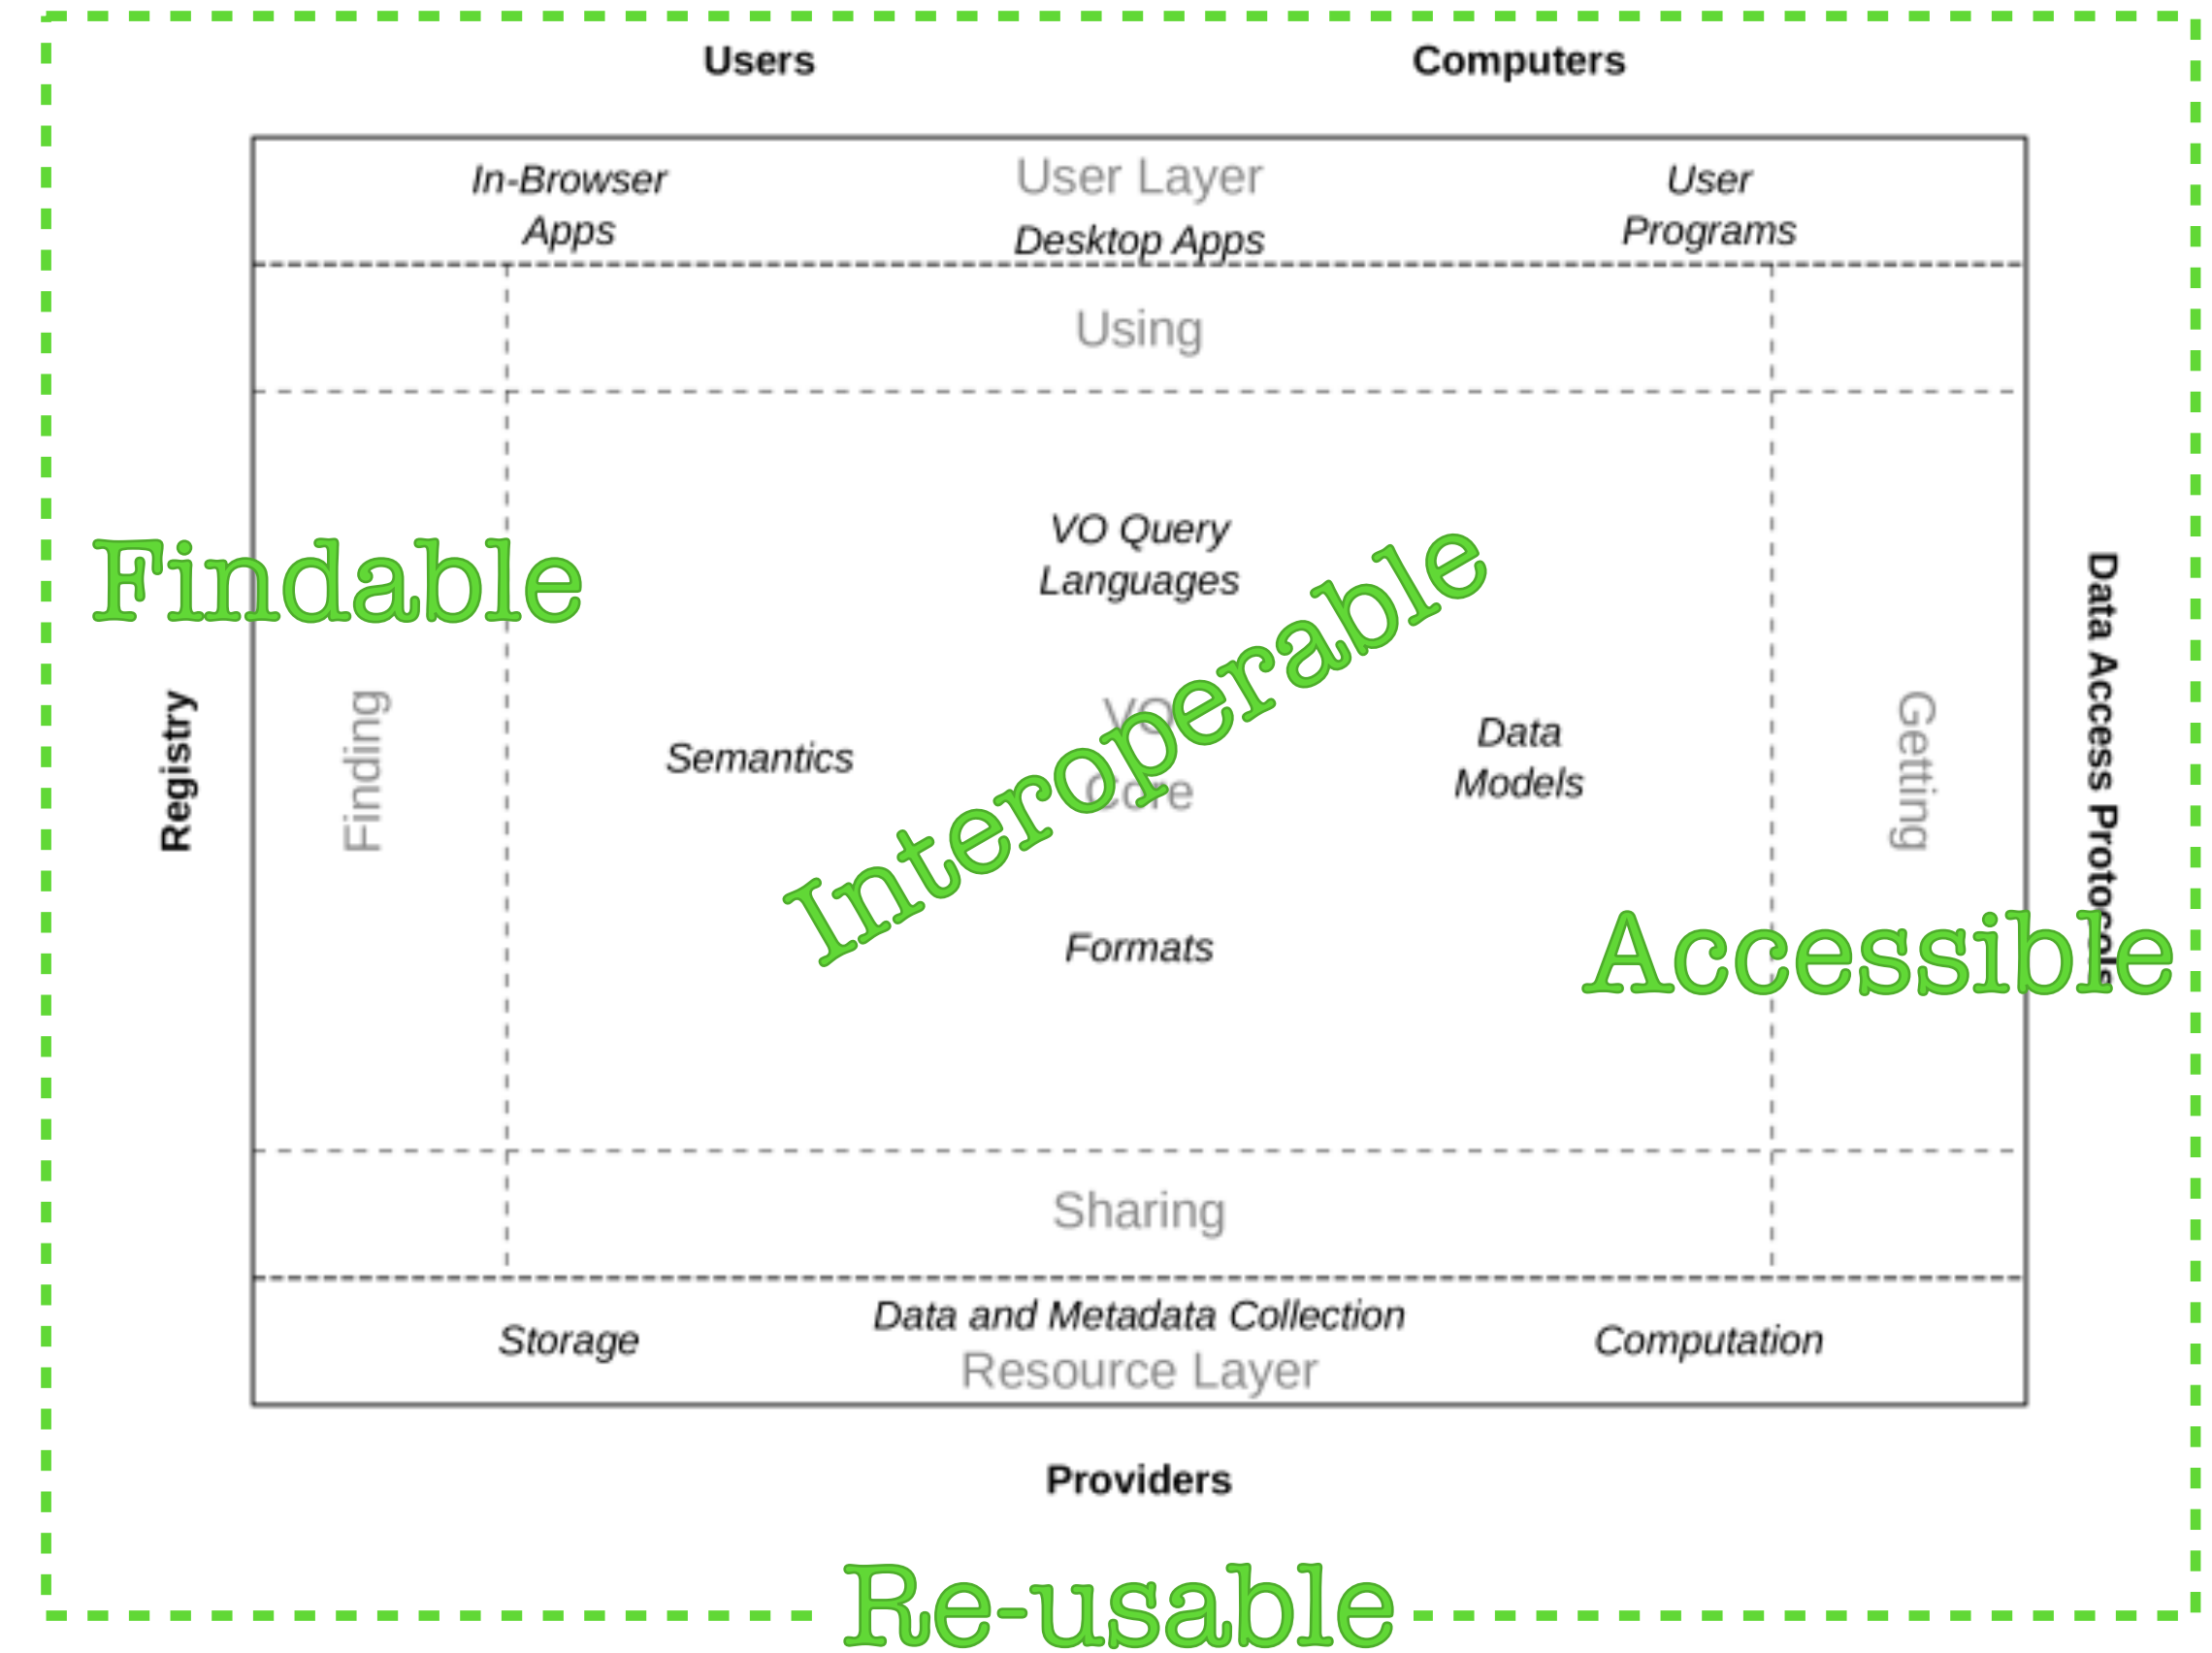 Users
Computers
In-Browser
Apps
User Layer
Desktop Apps
User
Programs
Using
Findable
VO Query
Languages
Interoperable
Registry
Finding
Semantics
VO
Core
Data
Models
Getting
Data Access Protocols
Formats
Accessible
Sharing
Storage
Data and Metadata Collection
Resource Layer
Computation
Providers
Re-usable